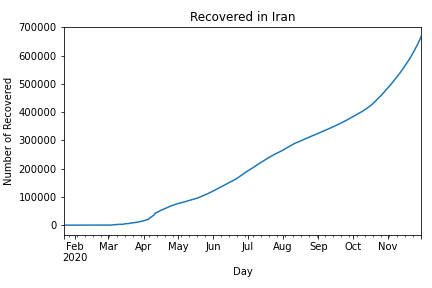 Recovered in Iran
700000
600000
500000
400000
300000
200000
100000
0
Number of Recovered
Feb Mar Apr May Jun Jul Aug Sep Oct Nov
2020
Day